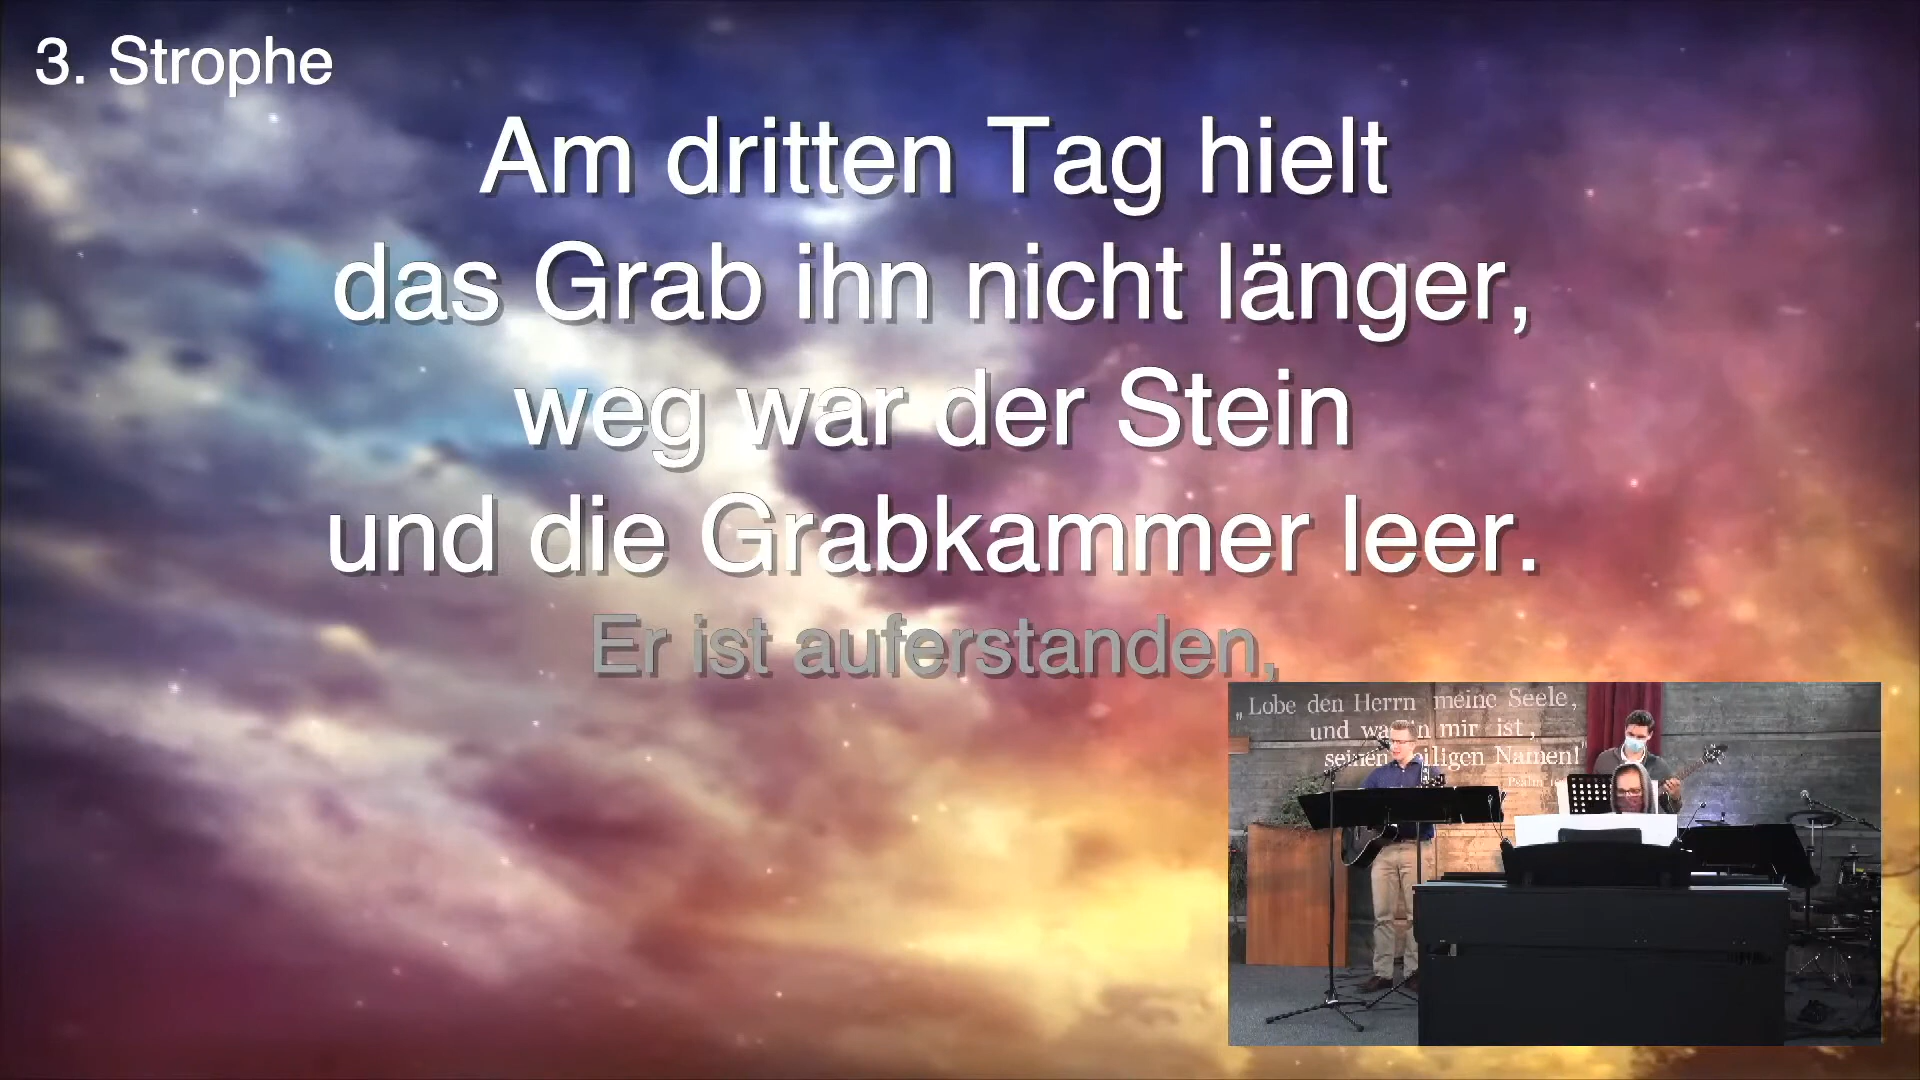 3. Strophe
Am dritten Tag hielt
das Grab ihn nicht länger,
weg war der Stein
und die Grabkammer leer.
Er ist auferstanden,
„Lobe den Herrn meine Seele,
und was in mir ist,
seinen heiligen Namen!"
Psalm